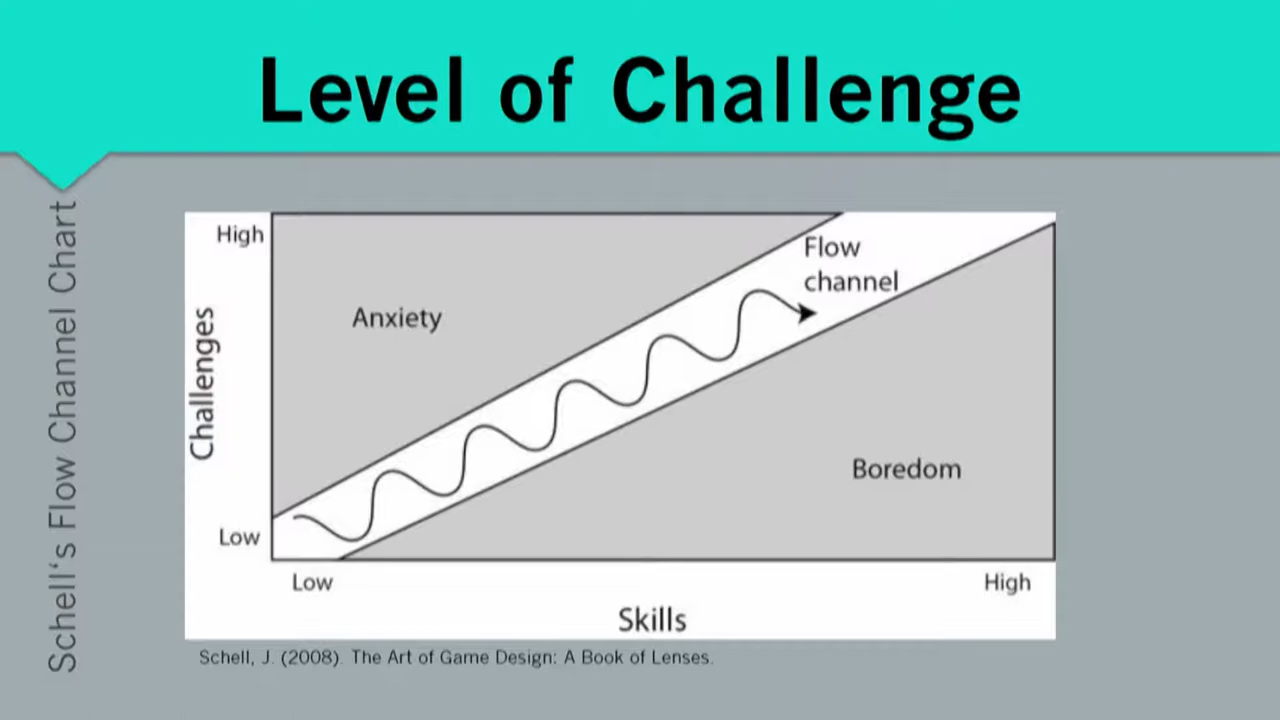 Level of Challenge
Schell's Flow Channel Chart
High
Flow
channel
Anxiety
Challenges
Boredom
Low
Low
High
Skills
Schell, J. (2008). The Art of Game Design: A Book of Lenses.